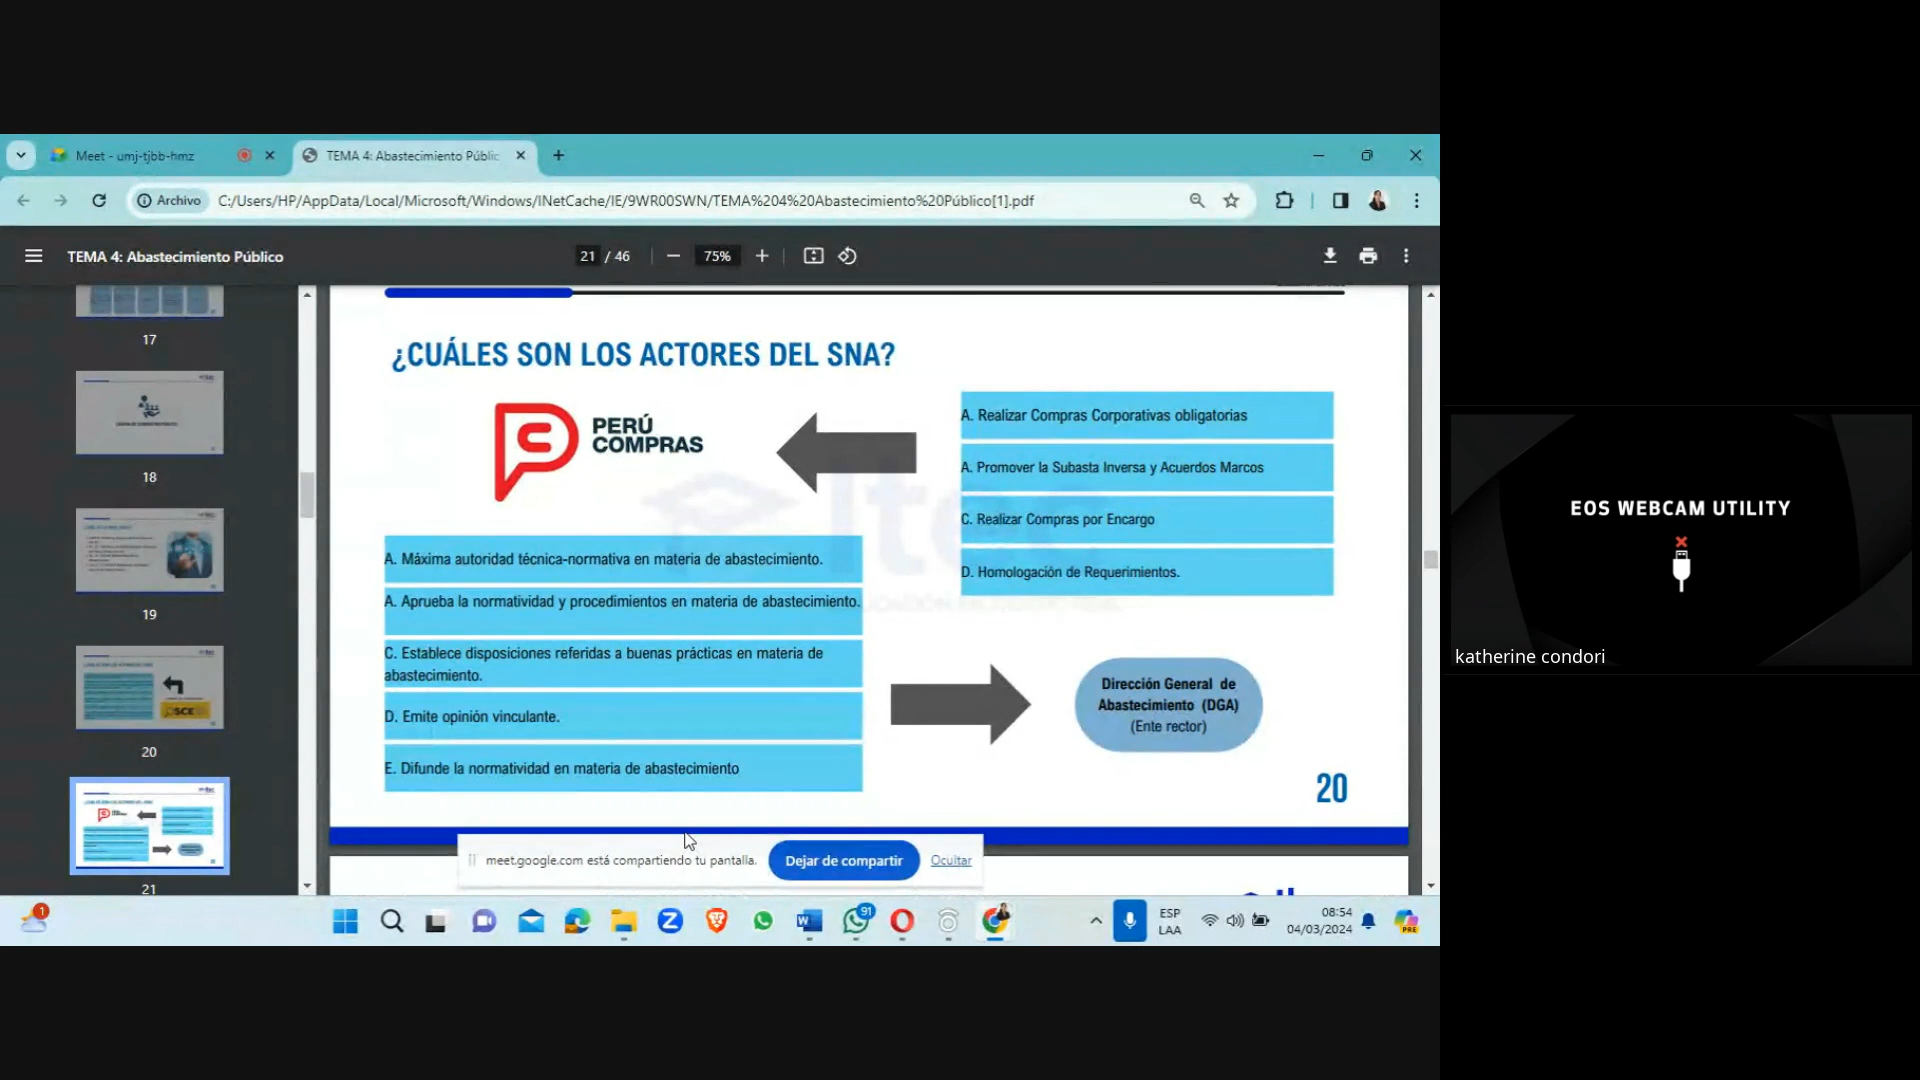 Meet - umj-tjbb-hmz
TEMA 4: Abastecimiento Públic
Archivo
C:/Users/HP/AppData/Local/Microsoft/Windows/INetCache/IE/9WR00SWN/TEMA%204%20Abastecimiento%20Público[1].pdf
TEMA 4: Abastecimiento Público
21 / 46
75%
17
18
19
20
21
¿CUÁLES SON LOS ACTORES DEL SNA?
PERÚ
COMPRAS
A. Realizar Compras Corporativas obligatorias
A. Promover la Subasta Inversa y Acuerdos Marcos
C. Realizar Compras por Encargo
D. Homologación de Requerimientos.
Itec
A. Máxima autoridad técnica-normativa en materia de abastecimiento.
A. Aprueba la normatividad y procedimientos en materia de abastecimiento.
C. Establece disposiciones referidas a buenas prácticas en materia de
abastecimiento.
D. Emite opinión vinculante.
E. Difunde la normatividad en materia de abastecimiento
Dirección General de
Abastecimiento (DGA)
(Ente rector)
20
meet.google.com está compartiendo tu pantalla.
Dejar de compartir
Ocultar
1
91
ESP
LAA
08:54
04/03/2024
PRE
EOS WEBCAM UTILITY
katherine condori